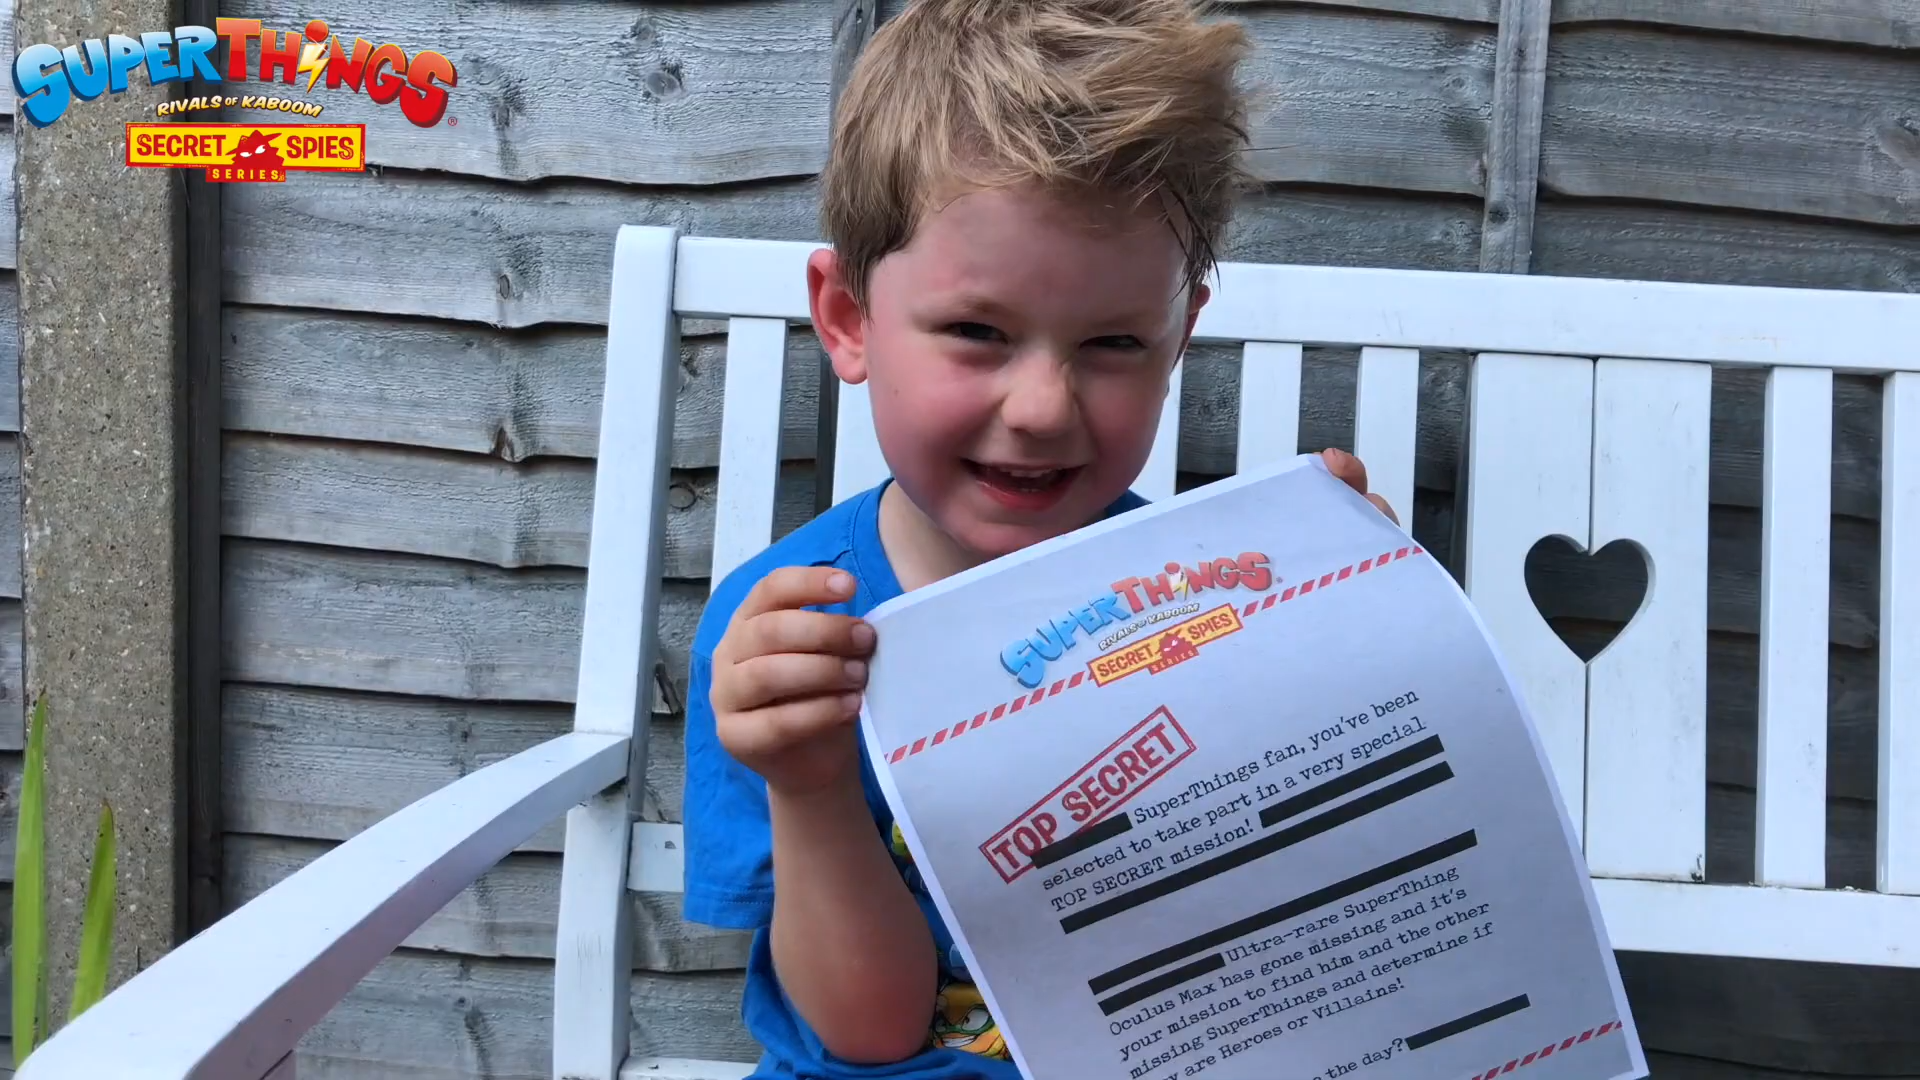 SUPERTHINGS®
RIVALS OF KABOOM
SECRET SPIES
SERIES
SUPERTHINGS
RIVALS OF KABOOM
SECRET SPIES
SERIES
TOP SECRET
SuperThings fan, you've been
selected to take part in a very special
TOP SECRET mission!
Ultra-rare SuperThing
Oculus Max has gone missing and it's
your mission to find him and the other
missing SuperThings and determine if
are Heroes or Villains!
the day?